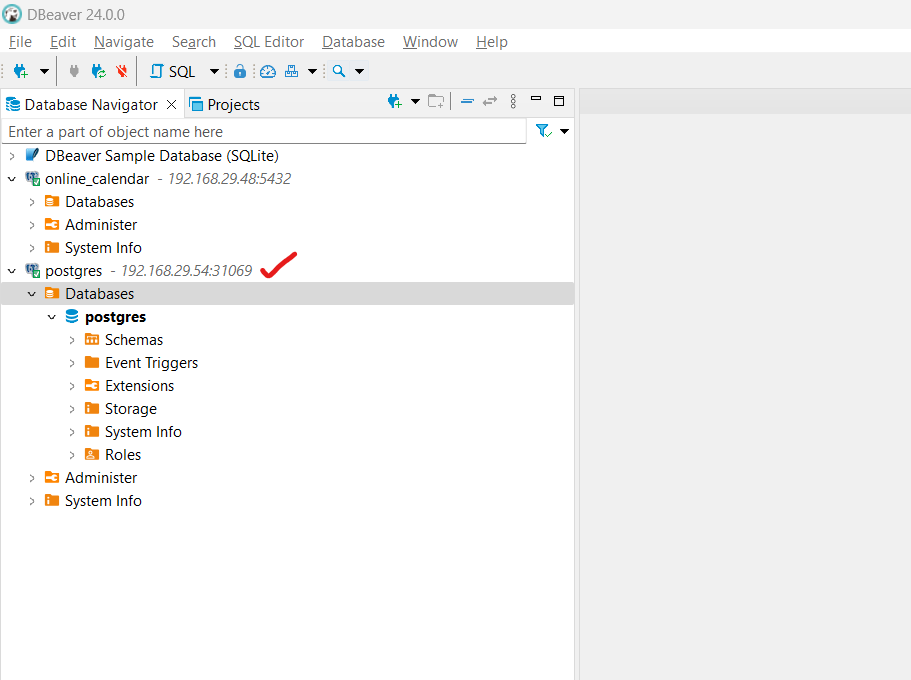 DBeaver 24.0.0
File Edit Navigate Search SQL Editor Database Window Help
SQL
Database Navigator Projects
Enter a part of object name here
DBeaver Sample Database (SQLite)
online_calendar - 192.168.29.48:5432
Databases
Administer
System Info
postgres - 192.168.29.54:31069
Databases
postgres
Schemas
Event Triggers
Extensions
Storage
System Info
Roles
Administer
System Info